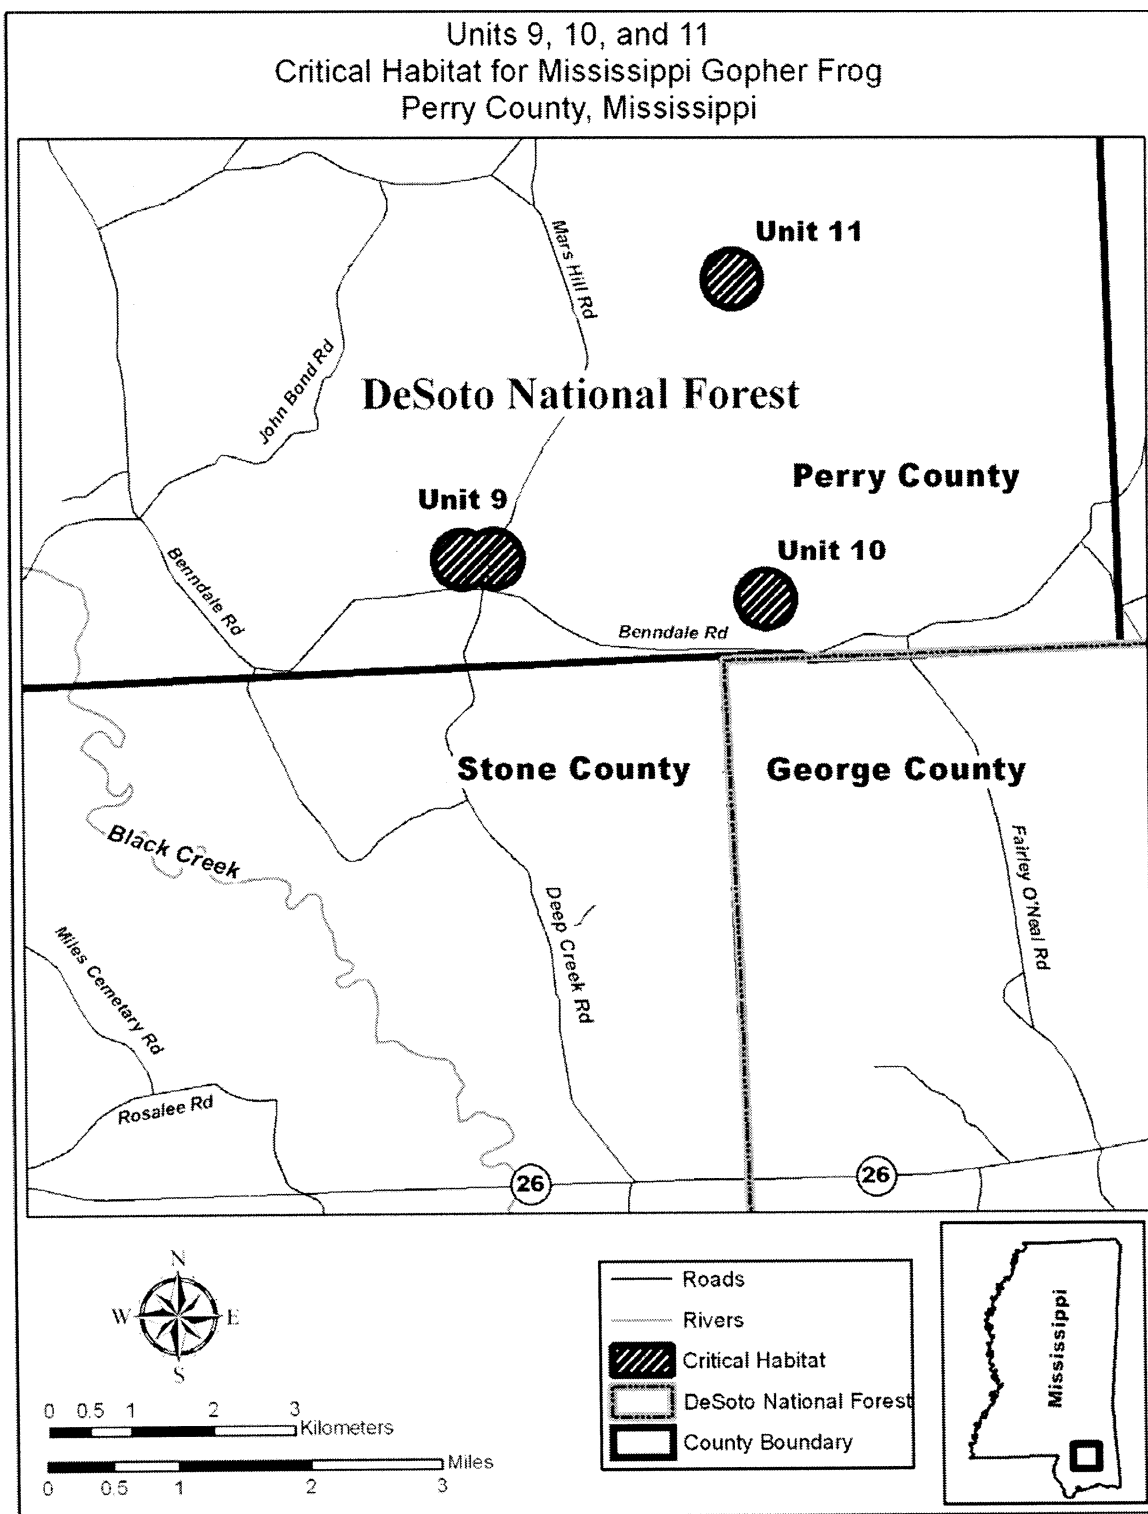 Units 9, 10, and 11
Critical Habitat for Mississippi Gopher Frog
Perry County, Mississippi
Unit 11
Mars Hill Rd
John Bond Rd
DeSoto National Forest
Perry County
Unit 9
Unit 10
Benndale Rd
Benndale Rd
Stone County
George County
Black Creek
Fairley O'Neal Rd
Deep Creek Rd
Miles Cemetary Rd
Rosalee Rd
26
26
N
W
E
S
0 0.5 1 2 3
Kilometers
Miles
0 0.5 1 2 3
Roads
Rivers
Critical Habitat
DeSoto National Forest
County Boundary
Mississippi